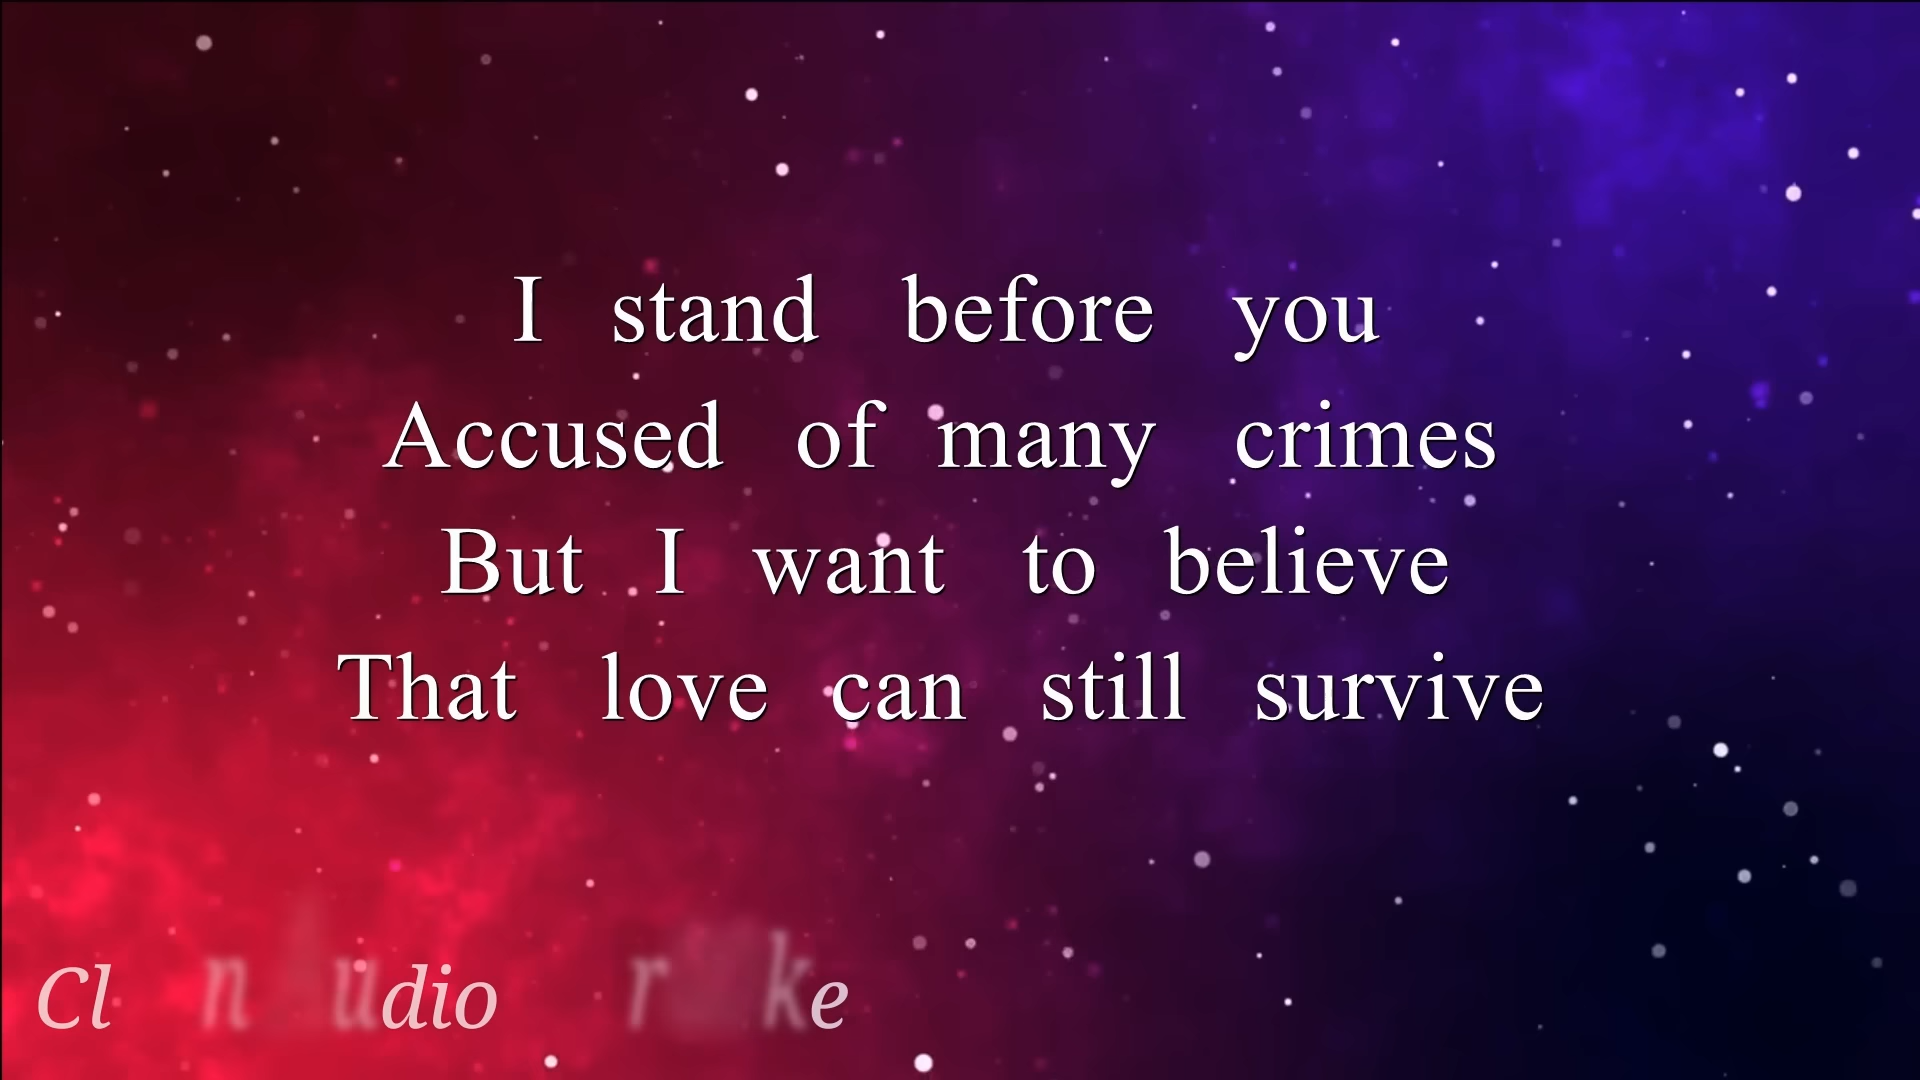 I stand before you
Accused of many crimes
But I want to believe
That love can still survive